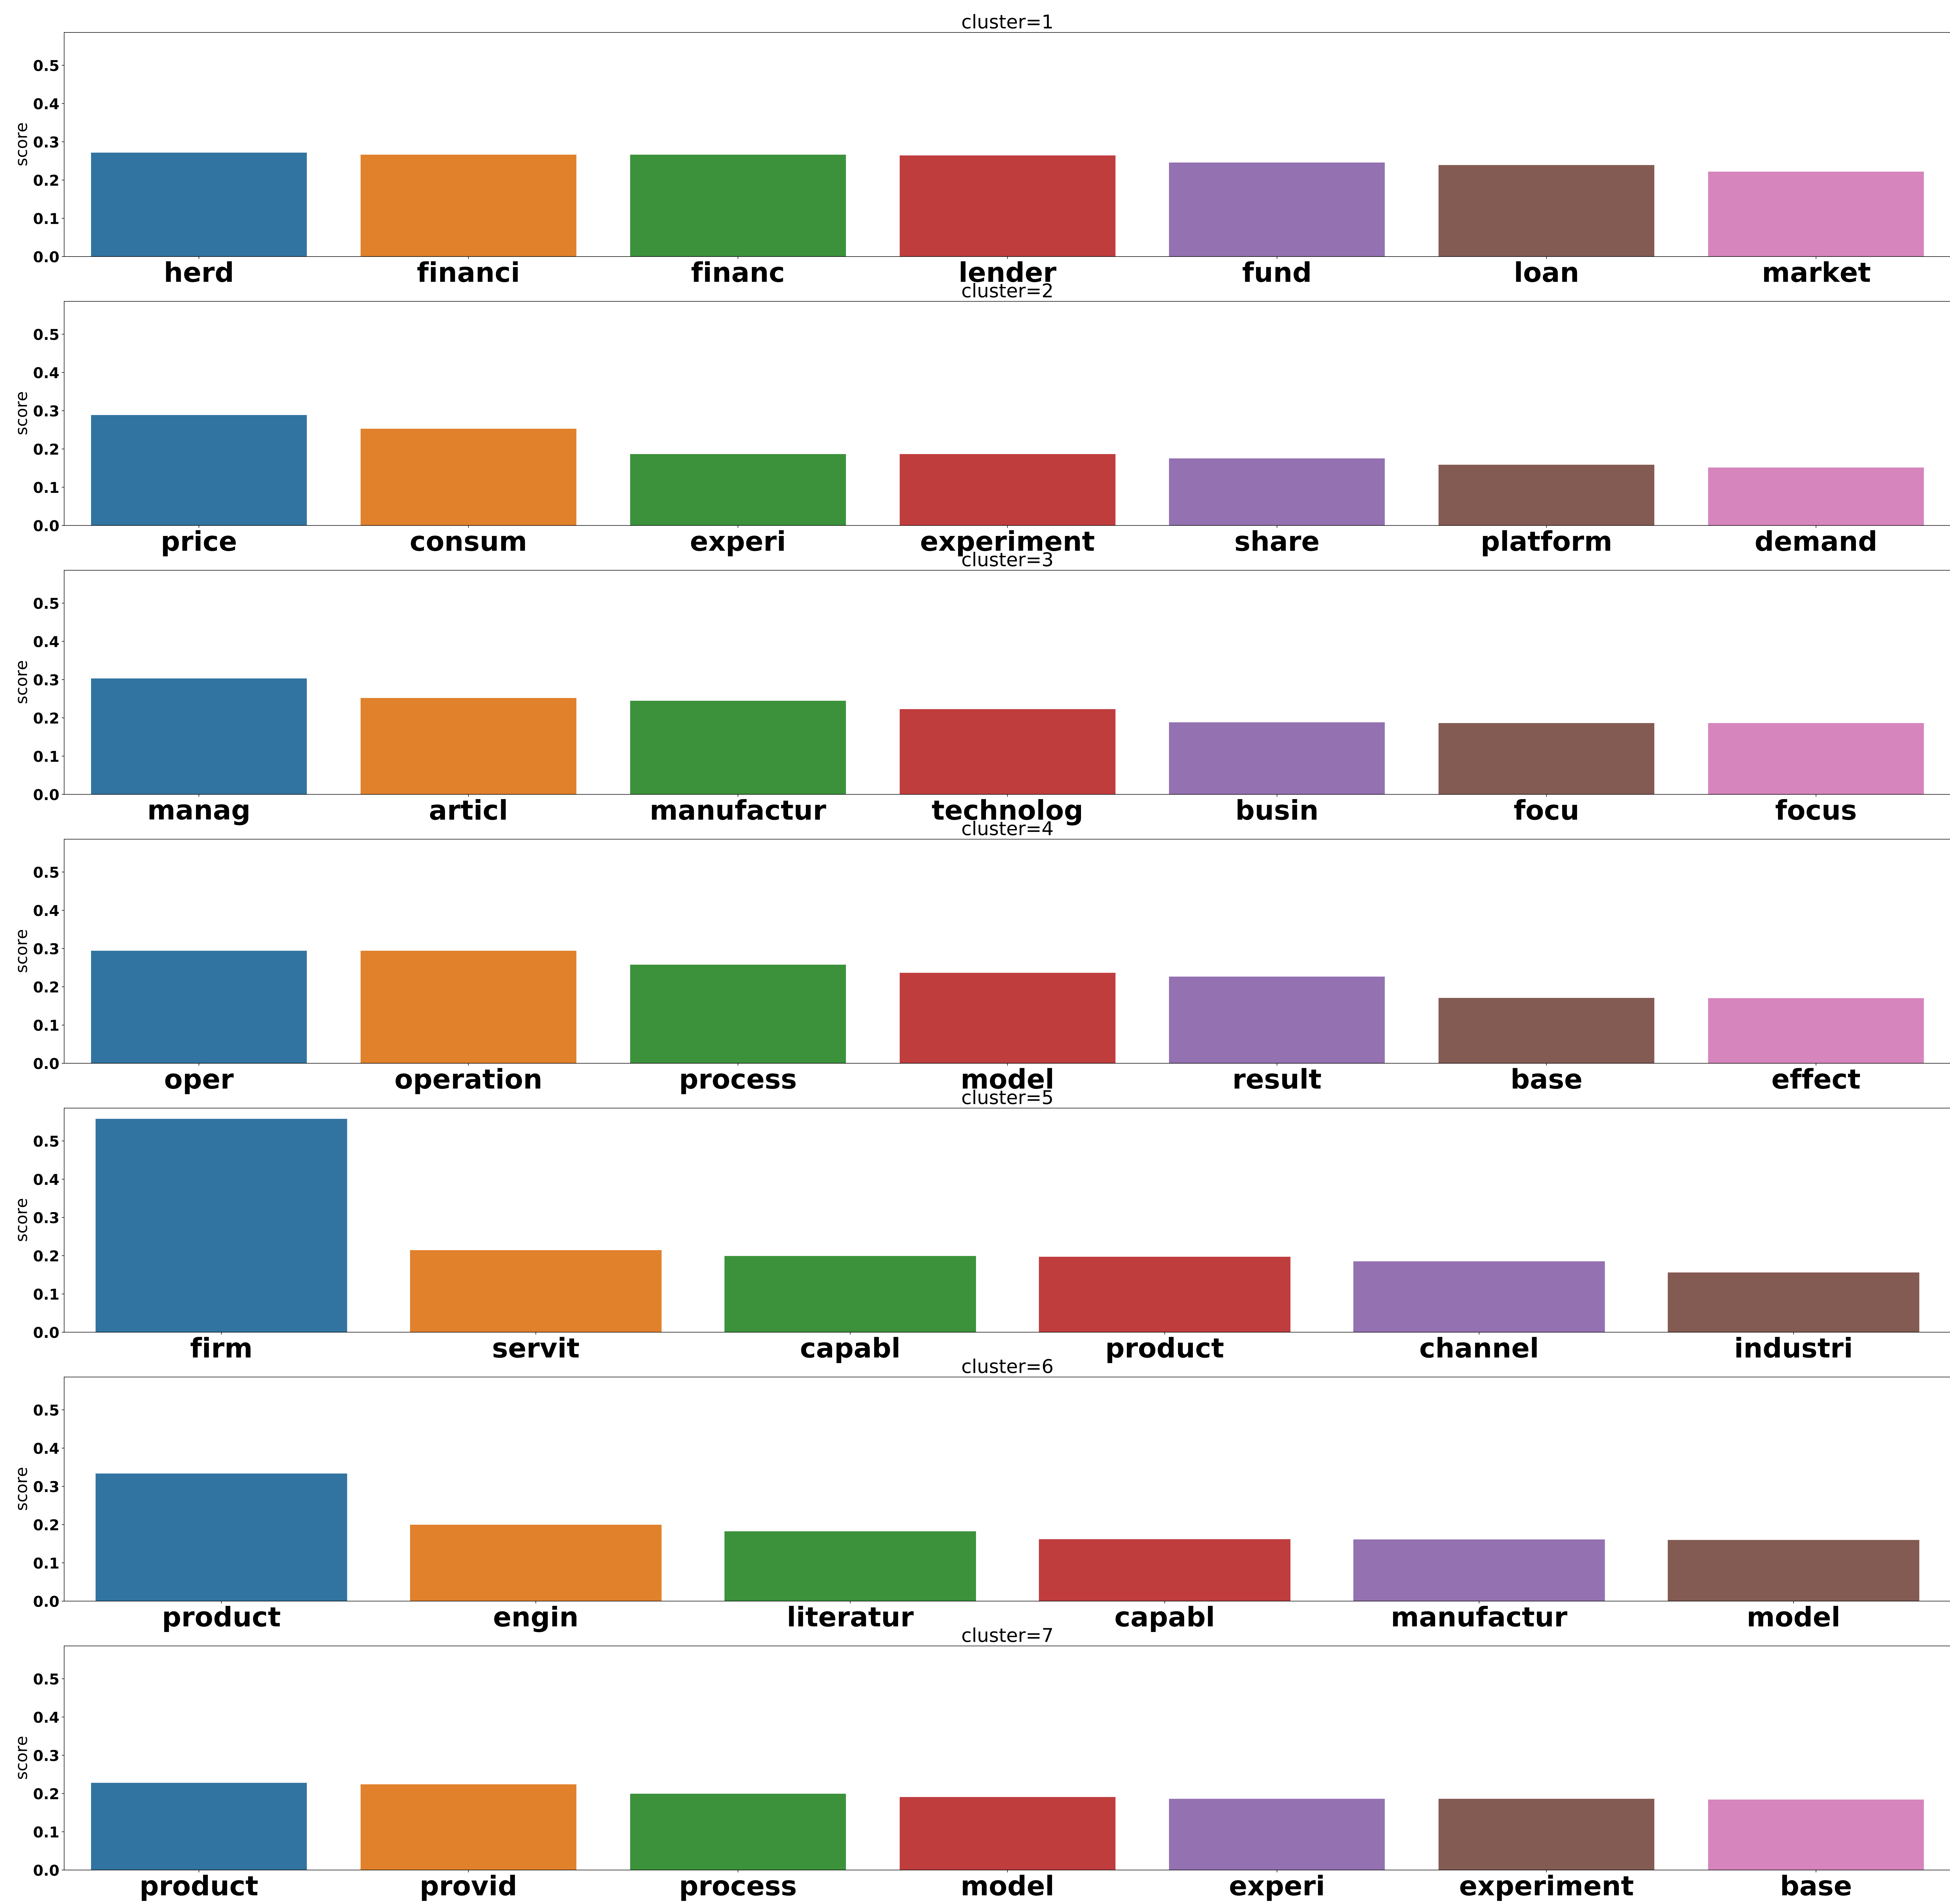 cluster=1
score
0.5
0.4
0.3
0.2
0.1
0.0
herd financi financ lender fund loan market
cluster=2
score
0.5
0.4
0.3
0.2
0.1
0.0
price consum experi experiment share platform demand
cluster=3
score
0.5
0.4
0.3
0.2
0.1
0.0
manag articl manufactur technolog busin focu focus
cluster=4
score
0.5
0.4
0.3
0.2
0.1
0.0
oper operation process model result base effect
cluster=5
score
0.5
0.4
0.3
0.2
0.1
0.0
firm servit capabl product channel industri
cluster=6
score
0.5
0.4
0.3
0.2
0.1
0.0
product engin literatur capabl manufactur model
cluster=7
score
0.5
0.4
0.3
0.2
0.1
0.0
product provid process model experi experiment base